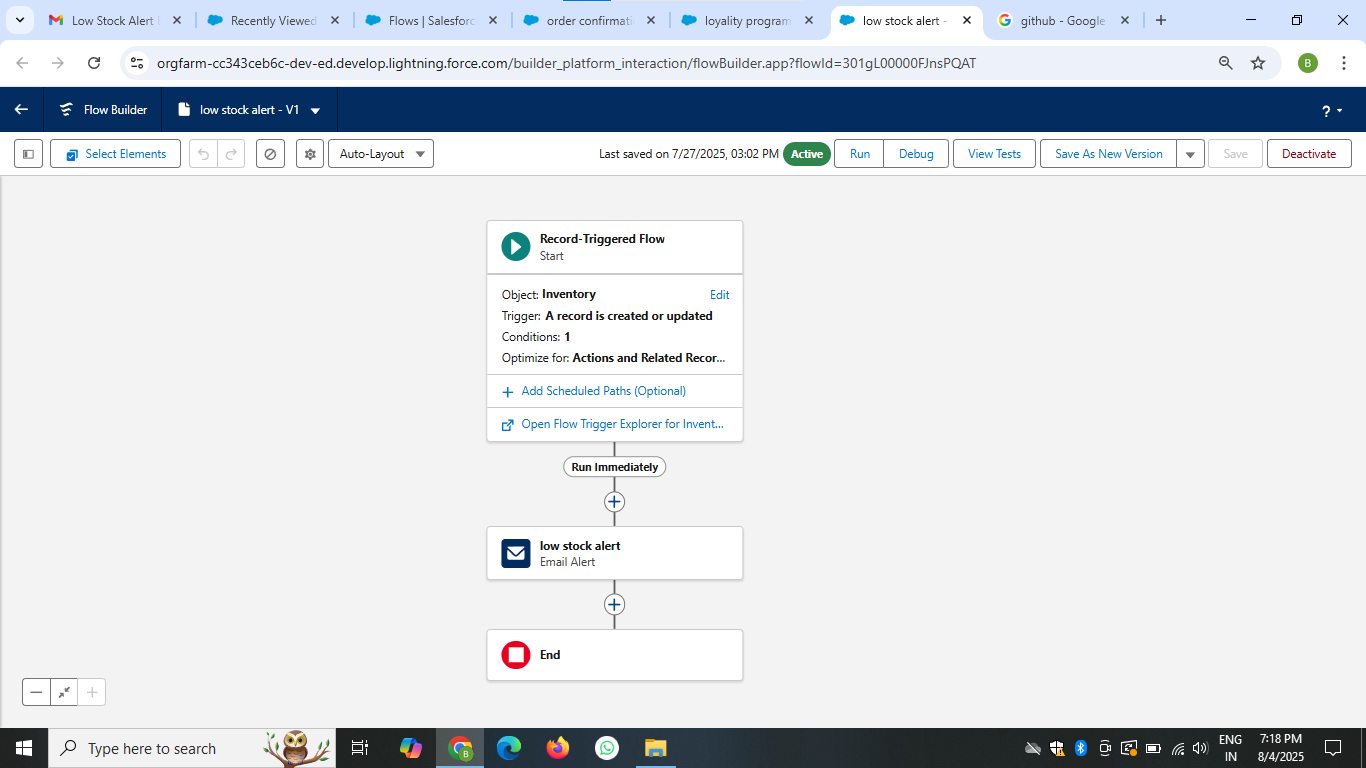 Low Stock Alert E
Recently Viewed
Flows | Salesforc
order confirmati
loyality program
low stock alert -
github - Google
orgfarm-cc343ceb6c-dev-ed.develop.lightning.force.com/builder_platform_interaction/flowBuilder.app?flowId=301gL00000FJnsPQAT
B
Flow Builder
low stock alert - V1
?
Select Elements
Auto-Layout
Last saved on 7/27/2025, 03:02 PM
Active
Run
Debug
View Tests
Save As New Version
Save
Deactivate
Record-Triggered Flow
Start
Object: Inventory
Edit
Trigger: A record is created or updated
Conditions: 1
Optimize for: Actions and Related Recor...
Add Scheduled Paths (Optional)
Open Flow Trigger Explorer for Invent...
Run Immediately
low stock alert
Email Alert
End
Type here to search
B
ENG
IN
7:18 PM
8/4/2025